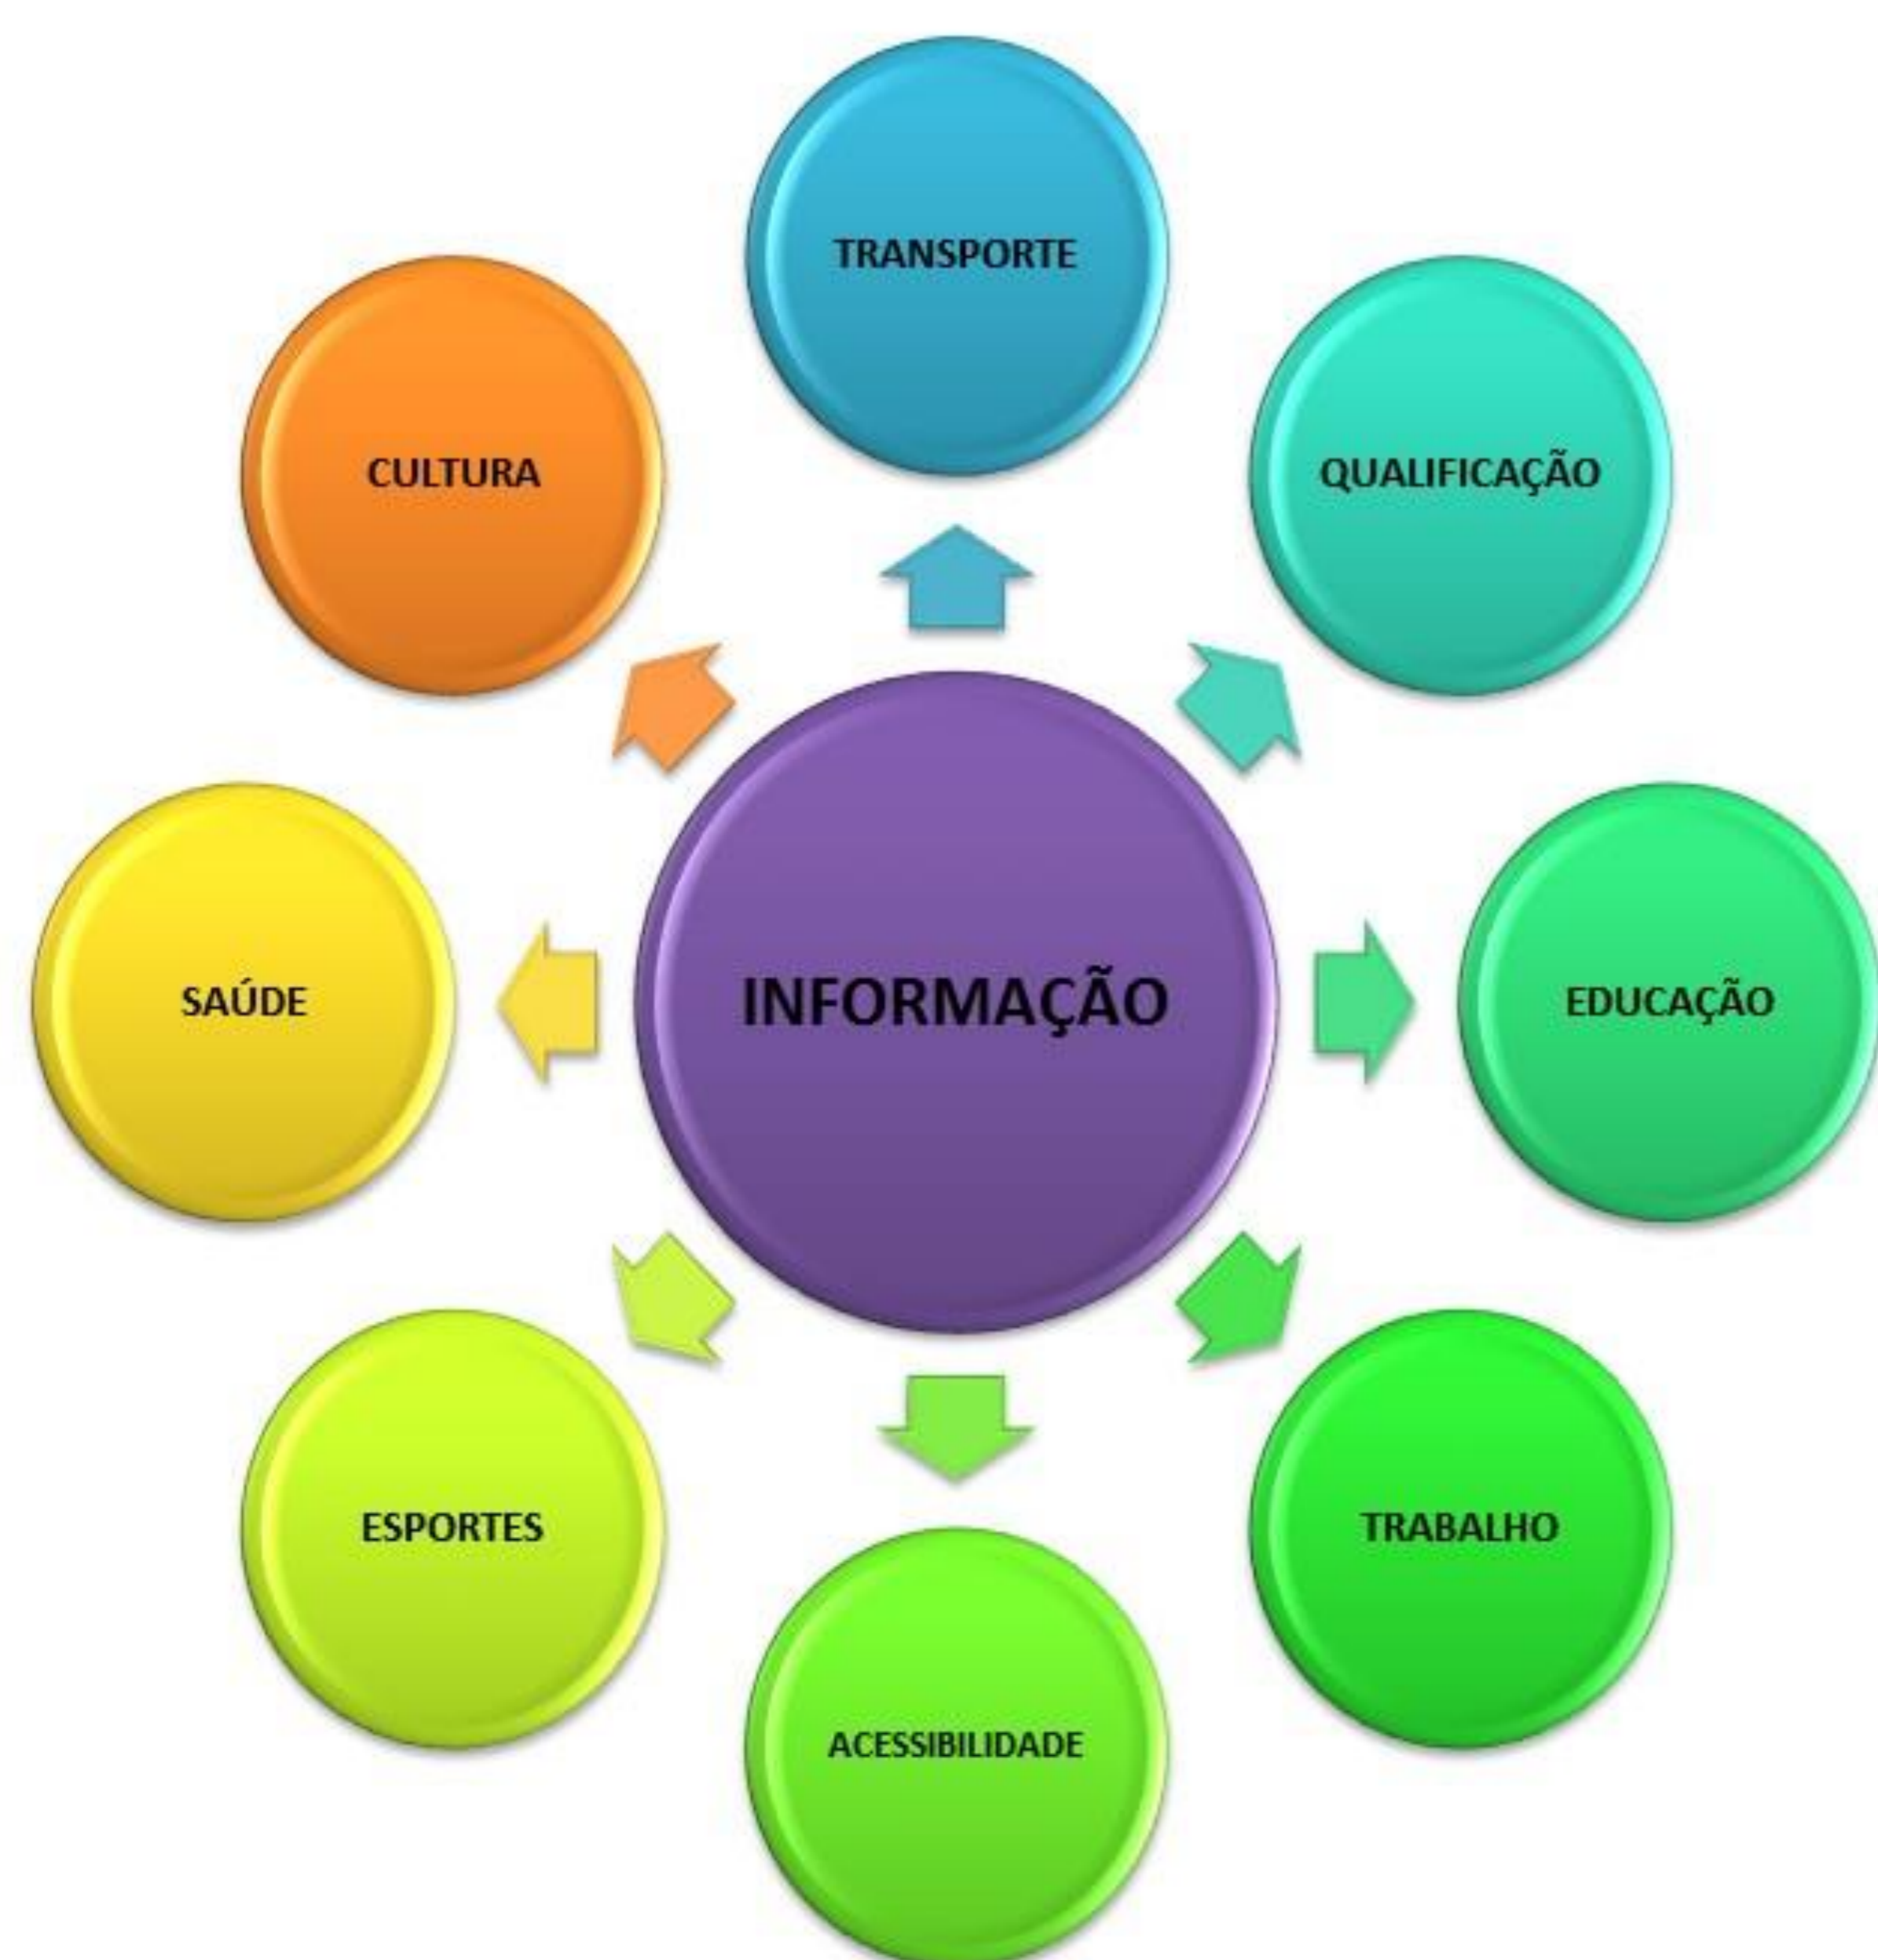 TRANSPORTE
CULTURA
QUALIFICAÇÃO
SAÚDE
INFORMAÇÃO
EDUCAÇÃO
ESPORTES
TRABALHO
ACESSIBILIDADE